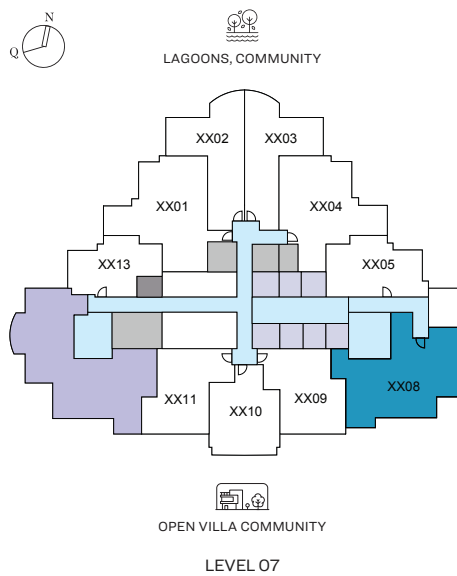 N
Q
LAGOONS, COMMUNITY
XX02 XX03
XX01 XX04
XX13 XX05
XX08
XX11 XX10 XX09
OPEN VILLA COMMUNITY
LEVEL 07